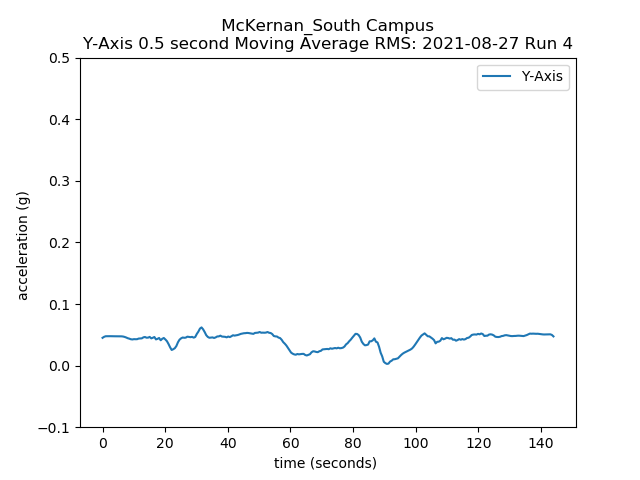 McKernan_South Campus
Y-Axis 0.5 second Moving Average RMS: 2021-08-27 Run 4
Y-Axis
0.5
0.4
0.3
0.2
0.1
0.0
−0.1
acceleration (g)
0 20 40 60 80 100 120 140
time (seconds)